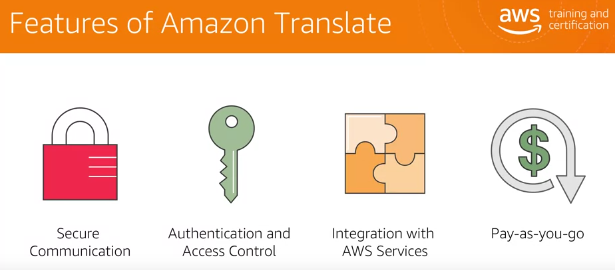 Features of Amazon Translate
aws training and
certification
Secure
Communication
Authentication and
Access Control
Integration with
AWS Services
$
Pay-as-you-go